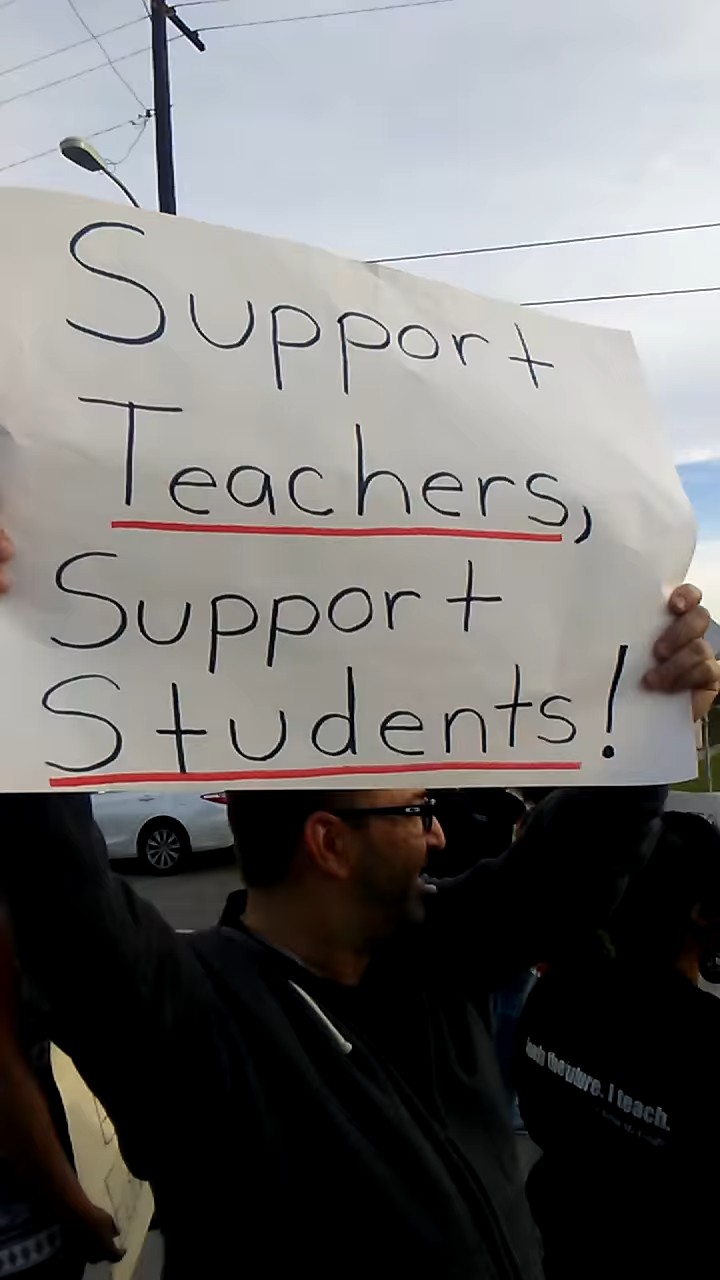 Support
Teachers,
Support
Students!
the future. I teach.